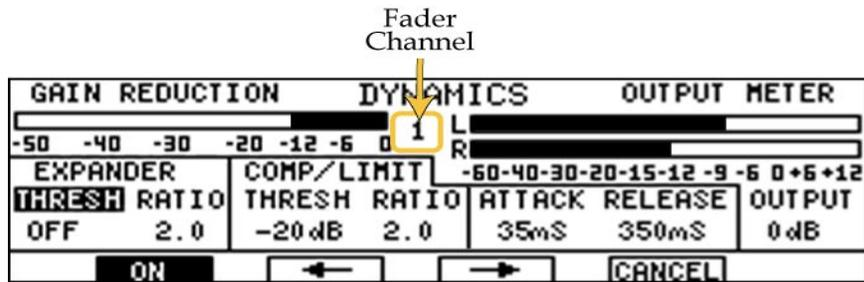 Fader
Channel
GAIN REDUCTION DYNAMICS OUTPUT METER
1 L
-50 -40 -30 -20 -12 -6 0 R
EXPANDER COMP/LIMIT -60-40-30-20-15-12 -9 -6 0 +6 +12
THRESH RATIO THRESH RATIO ATTACK RELEASE OUTPUT
OFF 2.0 -20dB 2.0 35mS 350mS 0dB
ON CANCEL